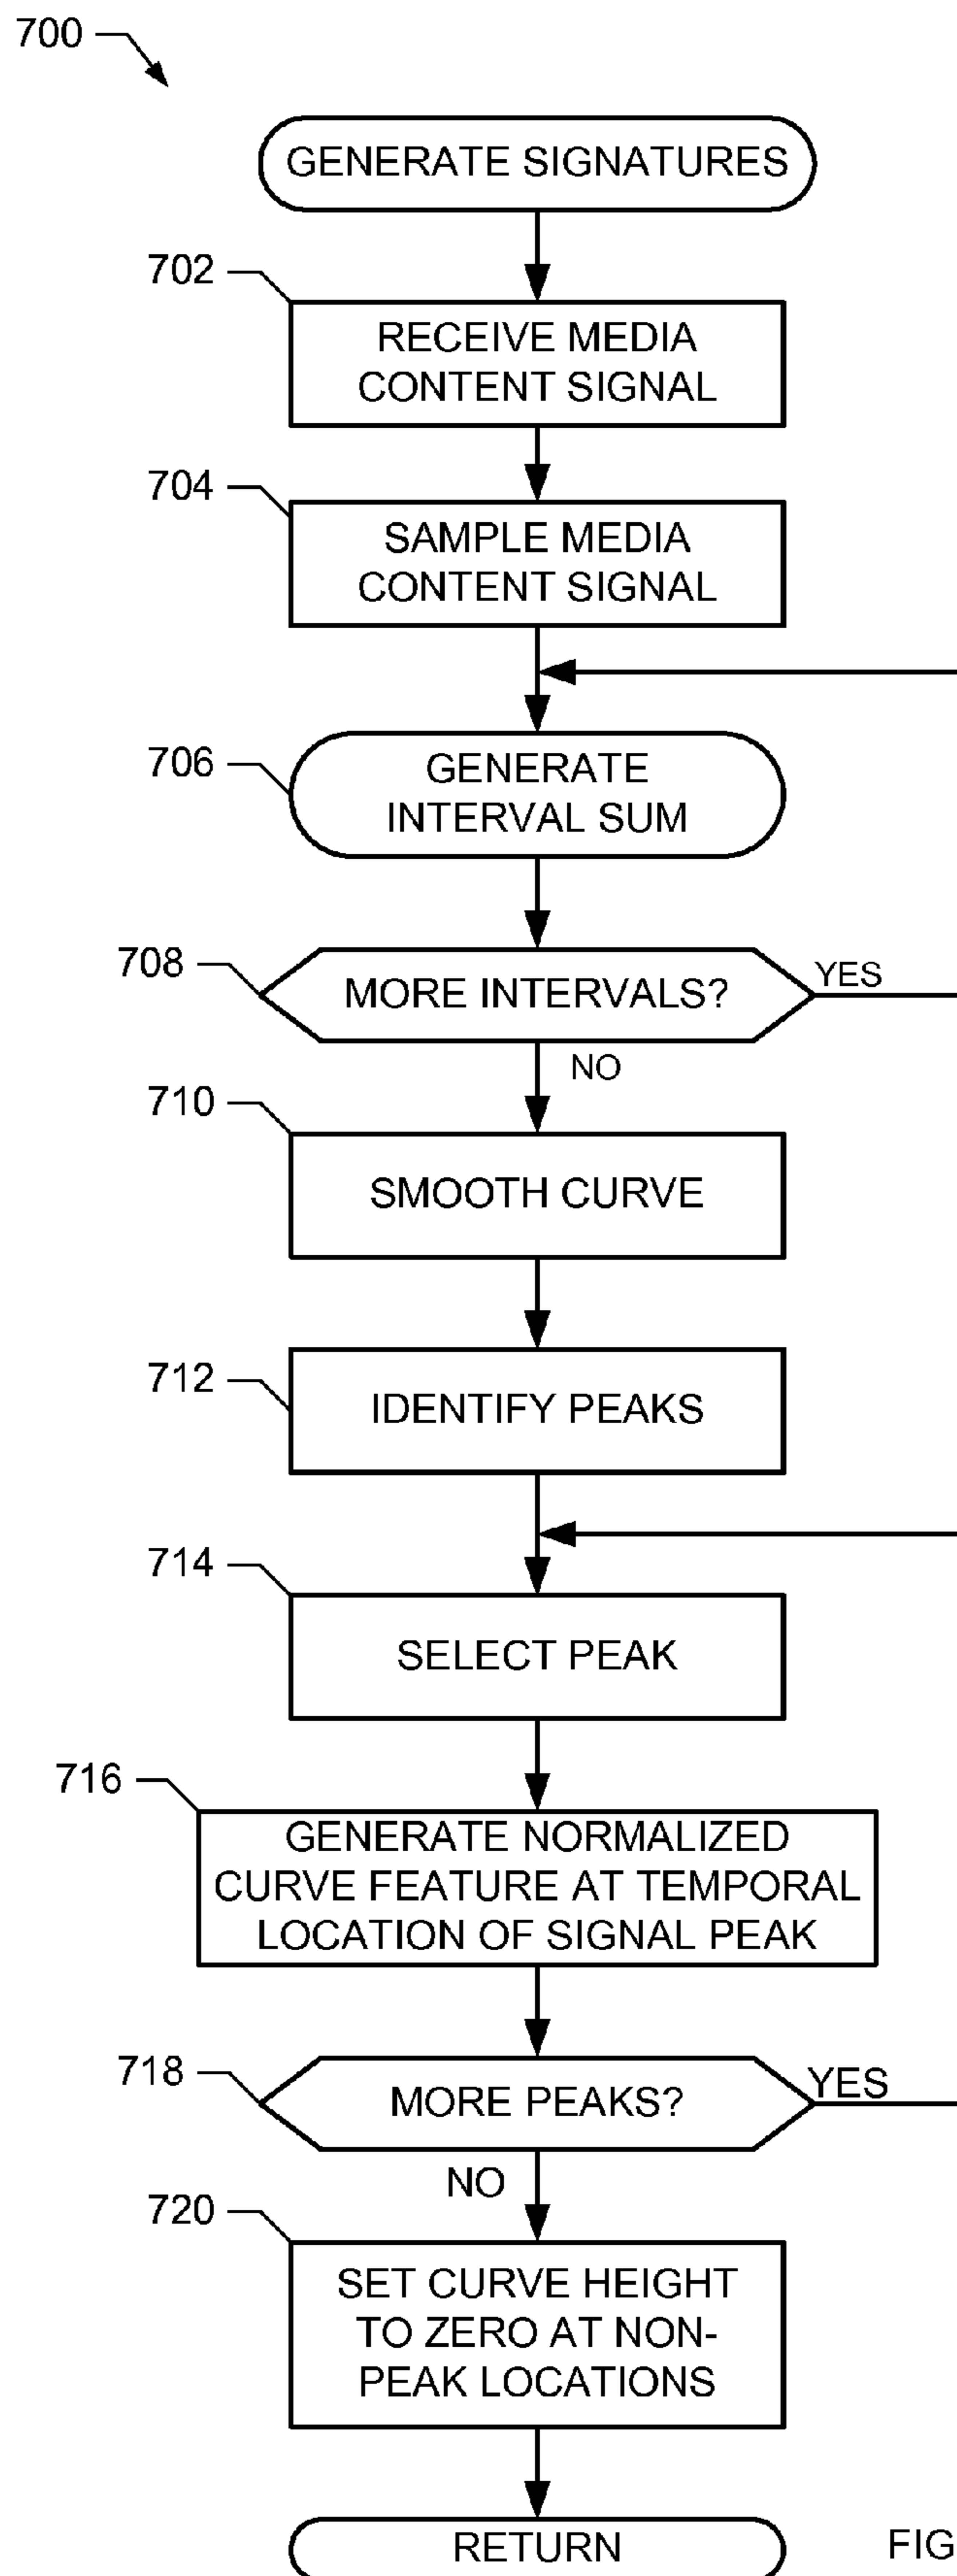 700
GENERATE SIGNATURES
702
RECEIVE MEDIA
CONTENT SIGNAL
704
SAMPLE MEDIA
CONTENT SIGNAL
706
GENERATE
INTERVAL SUM
708
MORE INTERVALS?
YES
NO
710
SMOOTH CURVE
712
IDENTIFY PEAKS
714
SELECT PEAK
716
GENERATE NORMALIZED
CURVE FEATURE AT TEMPORAL
LOCATION OF SIGNAL PEAK
718
MORE PEAKS?
YES
NO
720
SET CURVE HEIGHT
TO ZERO AT NON-
PEAK LOCATIONS
RETURN
FIG